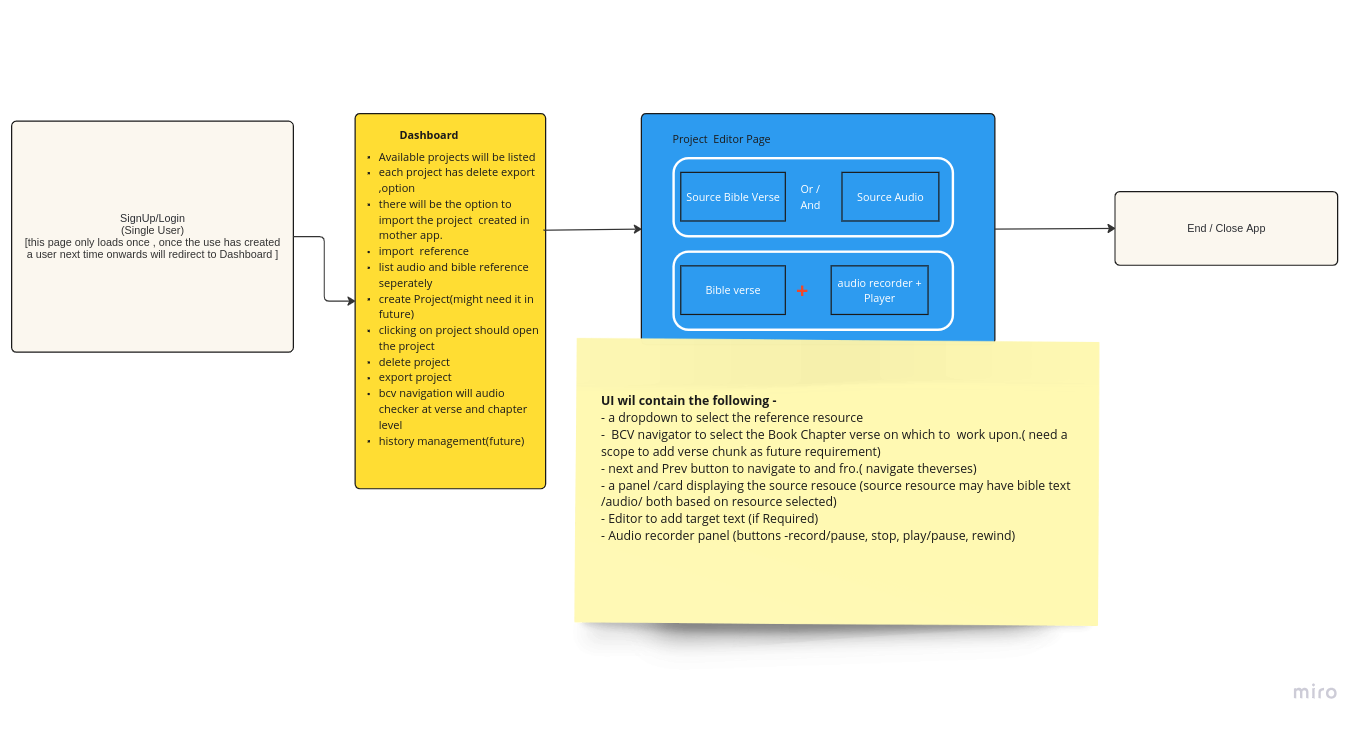 SignUp/Login
(Single User)
[this page only loads once , once the use has created
a user next time onwards will redirect to Dashboard ]
Dashboard
▪ Available projects will be listed
▪ each project has delete export
,option
▪ there will be the option to
import the project  created in
mother app.
▪ import  reference
▪ list audio and bible reference
seperately
▪ create Project(might need it in
future)
▪ clicking on project should open
the project
▪ delete project
▪ export project
▪ bcv navigation will audio
checker at verse and chapter
level
▪ history management(future)
Project  Editor Page
Source Bible Verse
Or /
And
Source Audio
Bible verse
+
audio recorder +
Player
UI wil contain the following -
- a dropdown to select the reference resource
-  BCV navigator to select the Book Chapter verse on which to  work upon.( need a
scope to add verse chunk as future requirement)
- next and Prev button to navigate to and fro.( navigate theverses)
- a panel /card displaying the source resouce (source resource may have bible text
/audio/ both based on resource selected)
- Editor to add target text (if Required)
- Audio recorder panel (buttons -record/pause, stop, play/pause, rewind)
End / Close App
miro